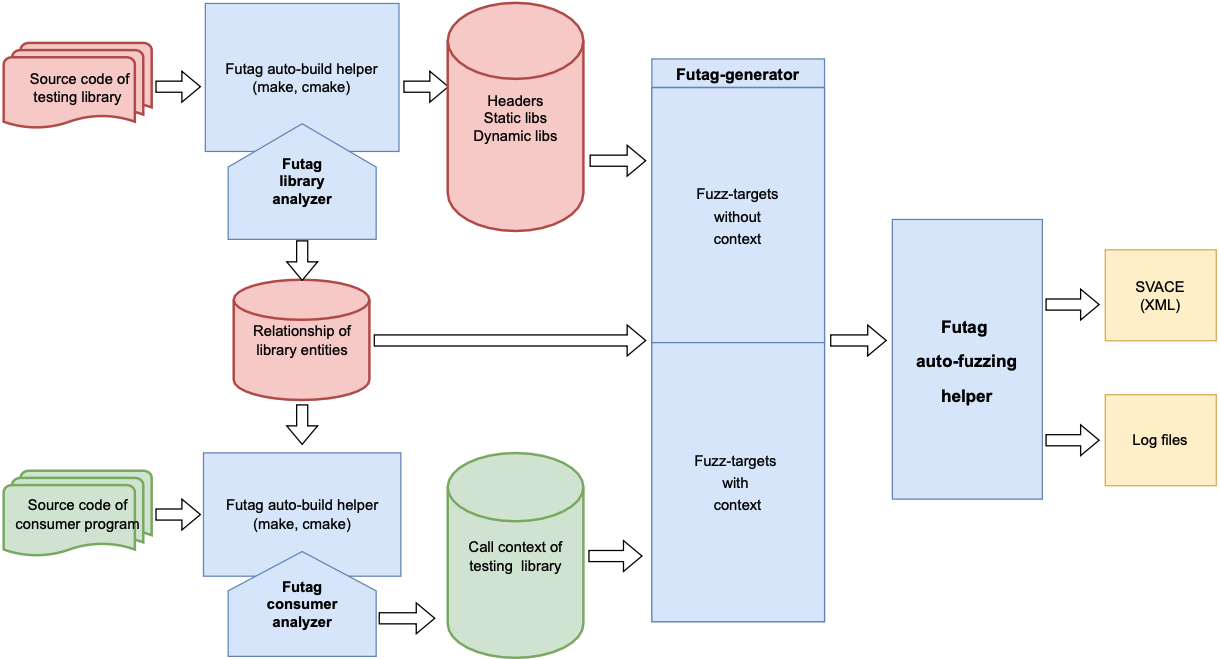 Source code of
testing library
Futag auto-build helper
(make, cmake)
Futag
library
analyzer
Headers
Static libs
Dynamic libs
Futag-generator
Fuzz-targets
without
context
Relationship of
library entities
Futag
auto-fuzzing
helper
SVACE
(XML)
Log files
Source code of
consumer program
Futag auto-build helper
(make, cmake)
Futag
consumer
analyzer
Call context of
testing library
Fuzz-targets
with
context